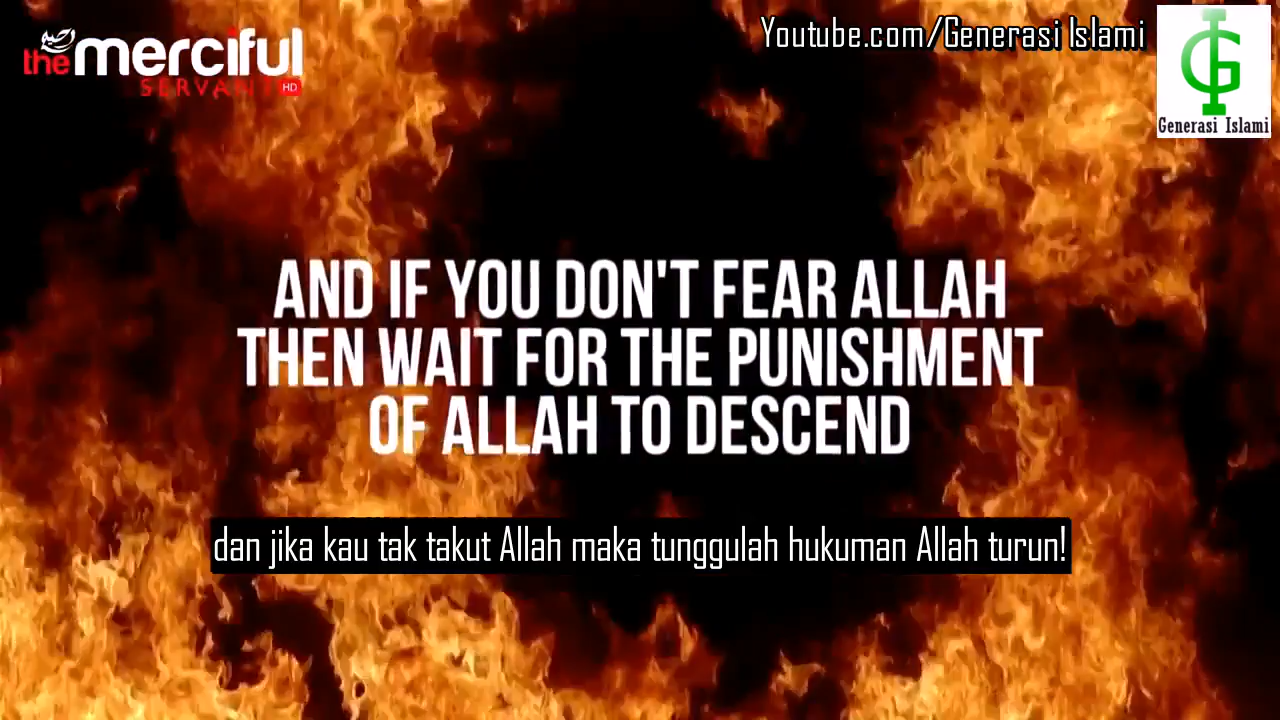 the merciful
SERVANT HD
Youtube.com/Generasi Islami
GI
Generasi Islami
AND IF YOU DON'T FEAR ALLAH
THEN WAIT FOR THE PUNISHMENT
OF ALLAH TO DESCEND
dan jika kau tak takut Allah maka tunggulah hukuman Allah turun!